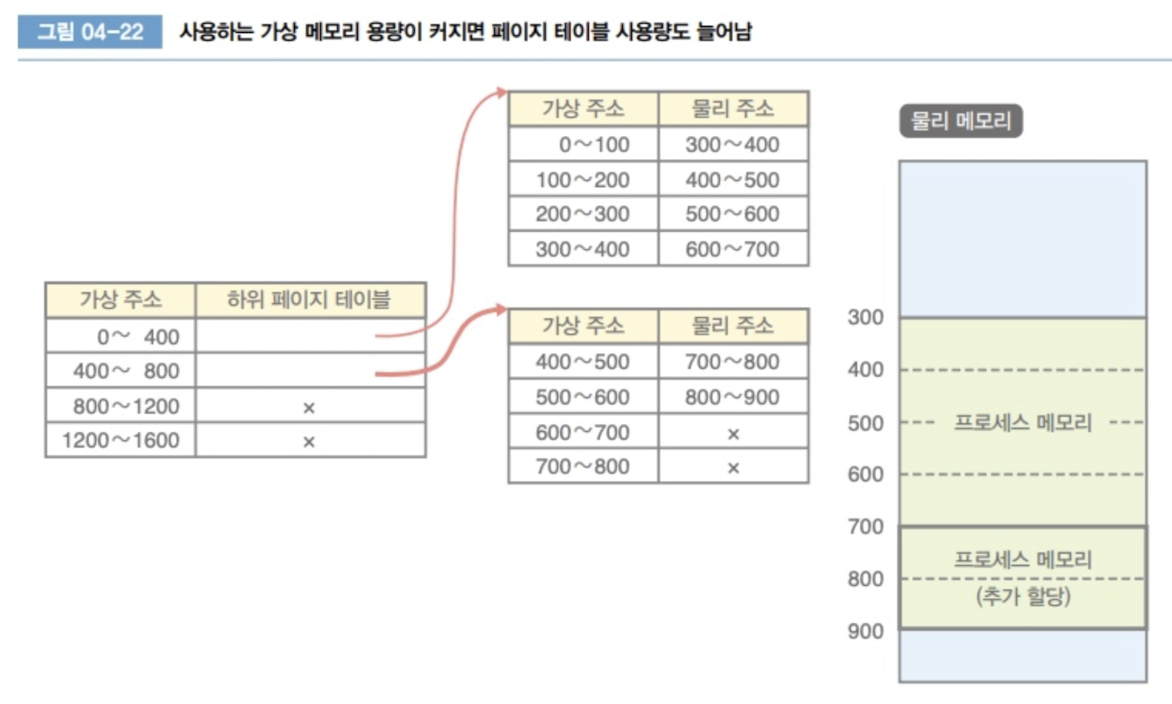 그림 04-22 사용하는 가상 메모리 용량이 커지면 페이지 테이블 사용량도 늘어남
가상 주소 하위 페이지 테이블
0~ 400
400~ 800
800~1200 ×
1200~1600 ×
가상 주소 물리 주소
0~100 300~400
100~200 400~500
200~300 500~600
300~400 600~700
가상 주소 물리 주소
400~500 700~800
500~600 800~900
600~700 ×
700~800 ×
물리 메모리
300
400
500 프로세스 메모리
600
700
프로세스 메모리
800
(추가 할당)
900